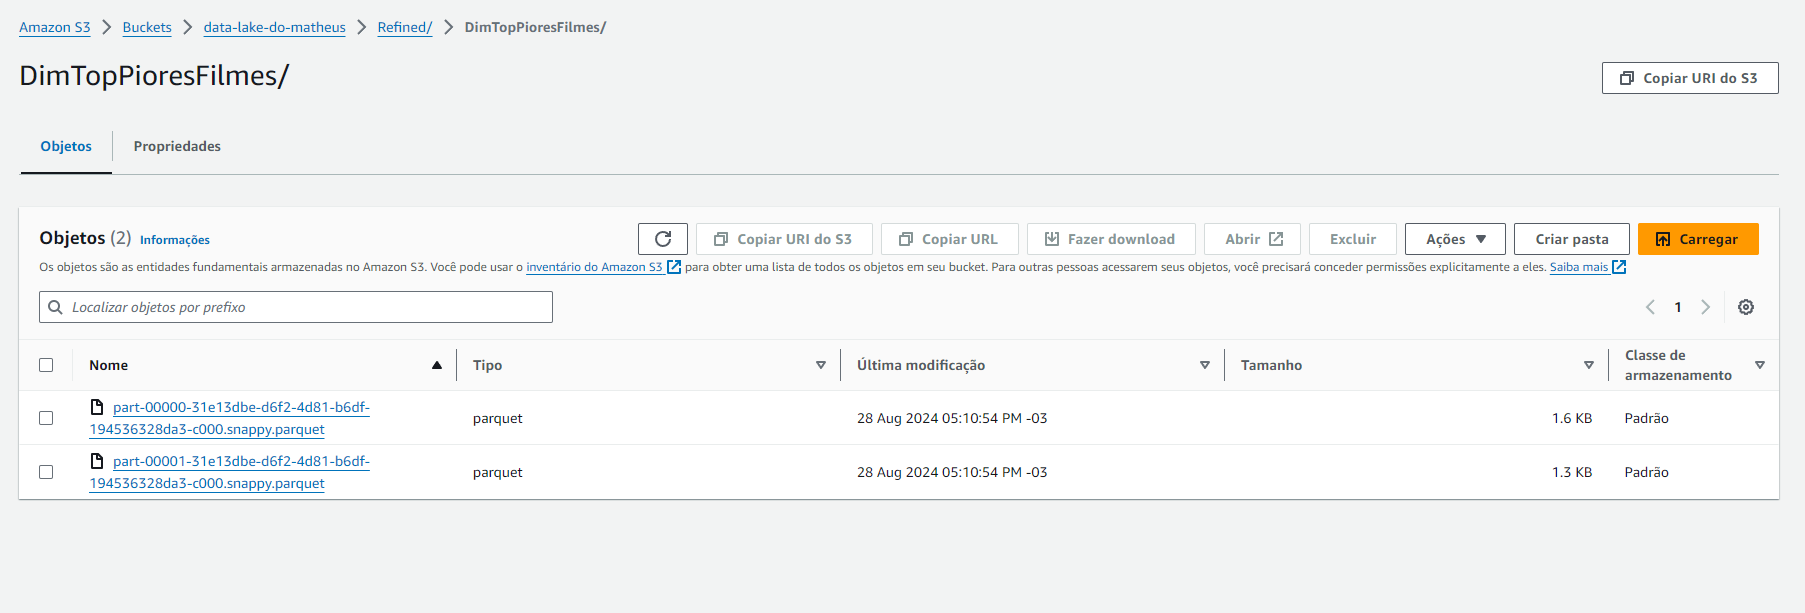 Amazon S3 > Buckets > data-lake-do-matheus > Refined/ > DimTopPioresFilmes/
DimTopPioresFilmes/
Copiar URI do S3
Objetos Propriedades
Objetos (2) Informações
Copiar URI do S3 Copiar URL Fazer download Abrir Excluir Ações Criar pasta Carregar
Os objetos são as entidades fundamentais armazenadas no Amazon S3. Você pode usar o inventário do Amazon S3 para obter uma lista de todos os objetos em seu bucket. Para outras pessoas acessarem seus objetos, você precisará conceder permissões explicitamente a eles. Saiba mais
Localizar objetos por prefixo
1
Nome Tipo Última modificação Tamanho Classe de
armazenamento
part-00000-31e13dbe-d6f2-4d81-b6df-
194536328da3-c000.snappy.parquet
parquet 28 Aug 2024 05:10:54 PM -03 1.6 KB Padrão
part-00001-31e13dbe-d6f2-4d81-b6df-
194536328da3-c000.snappy.parquet
parquet 28 Aug 2024 05:10:54 PM -03 1.3 KB Padrão